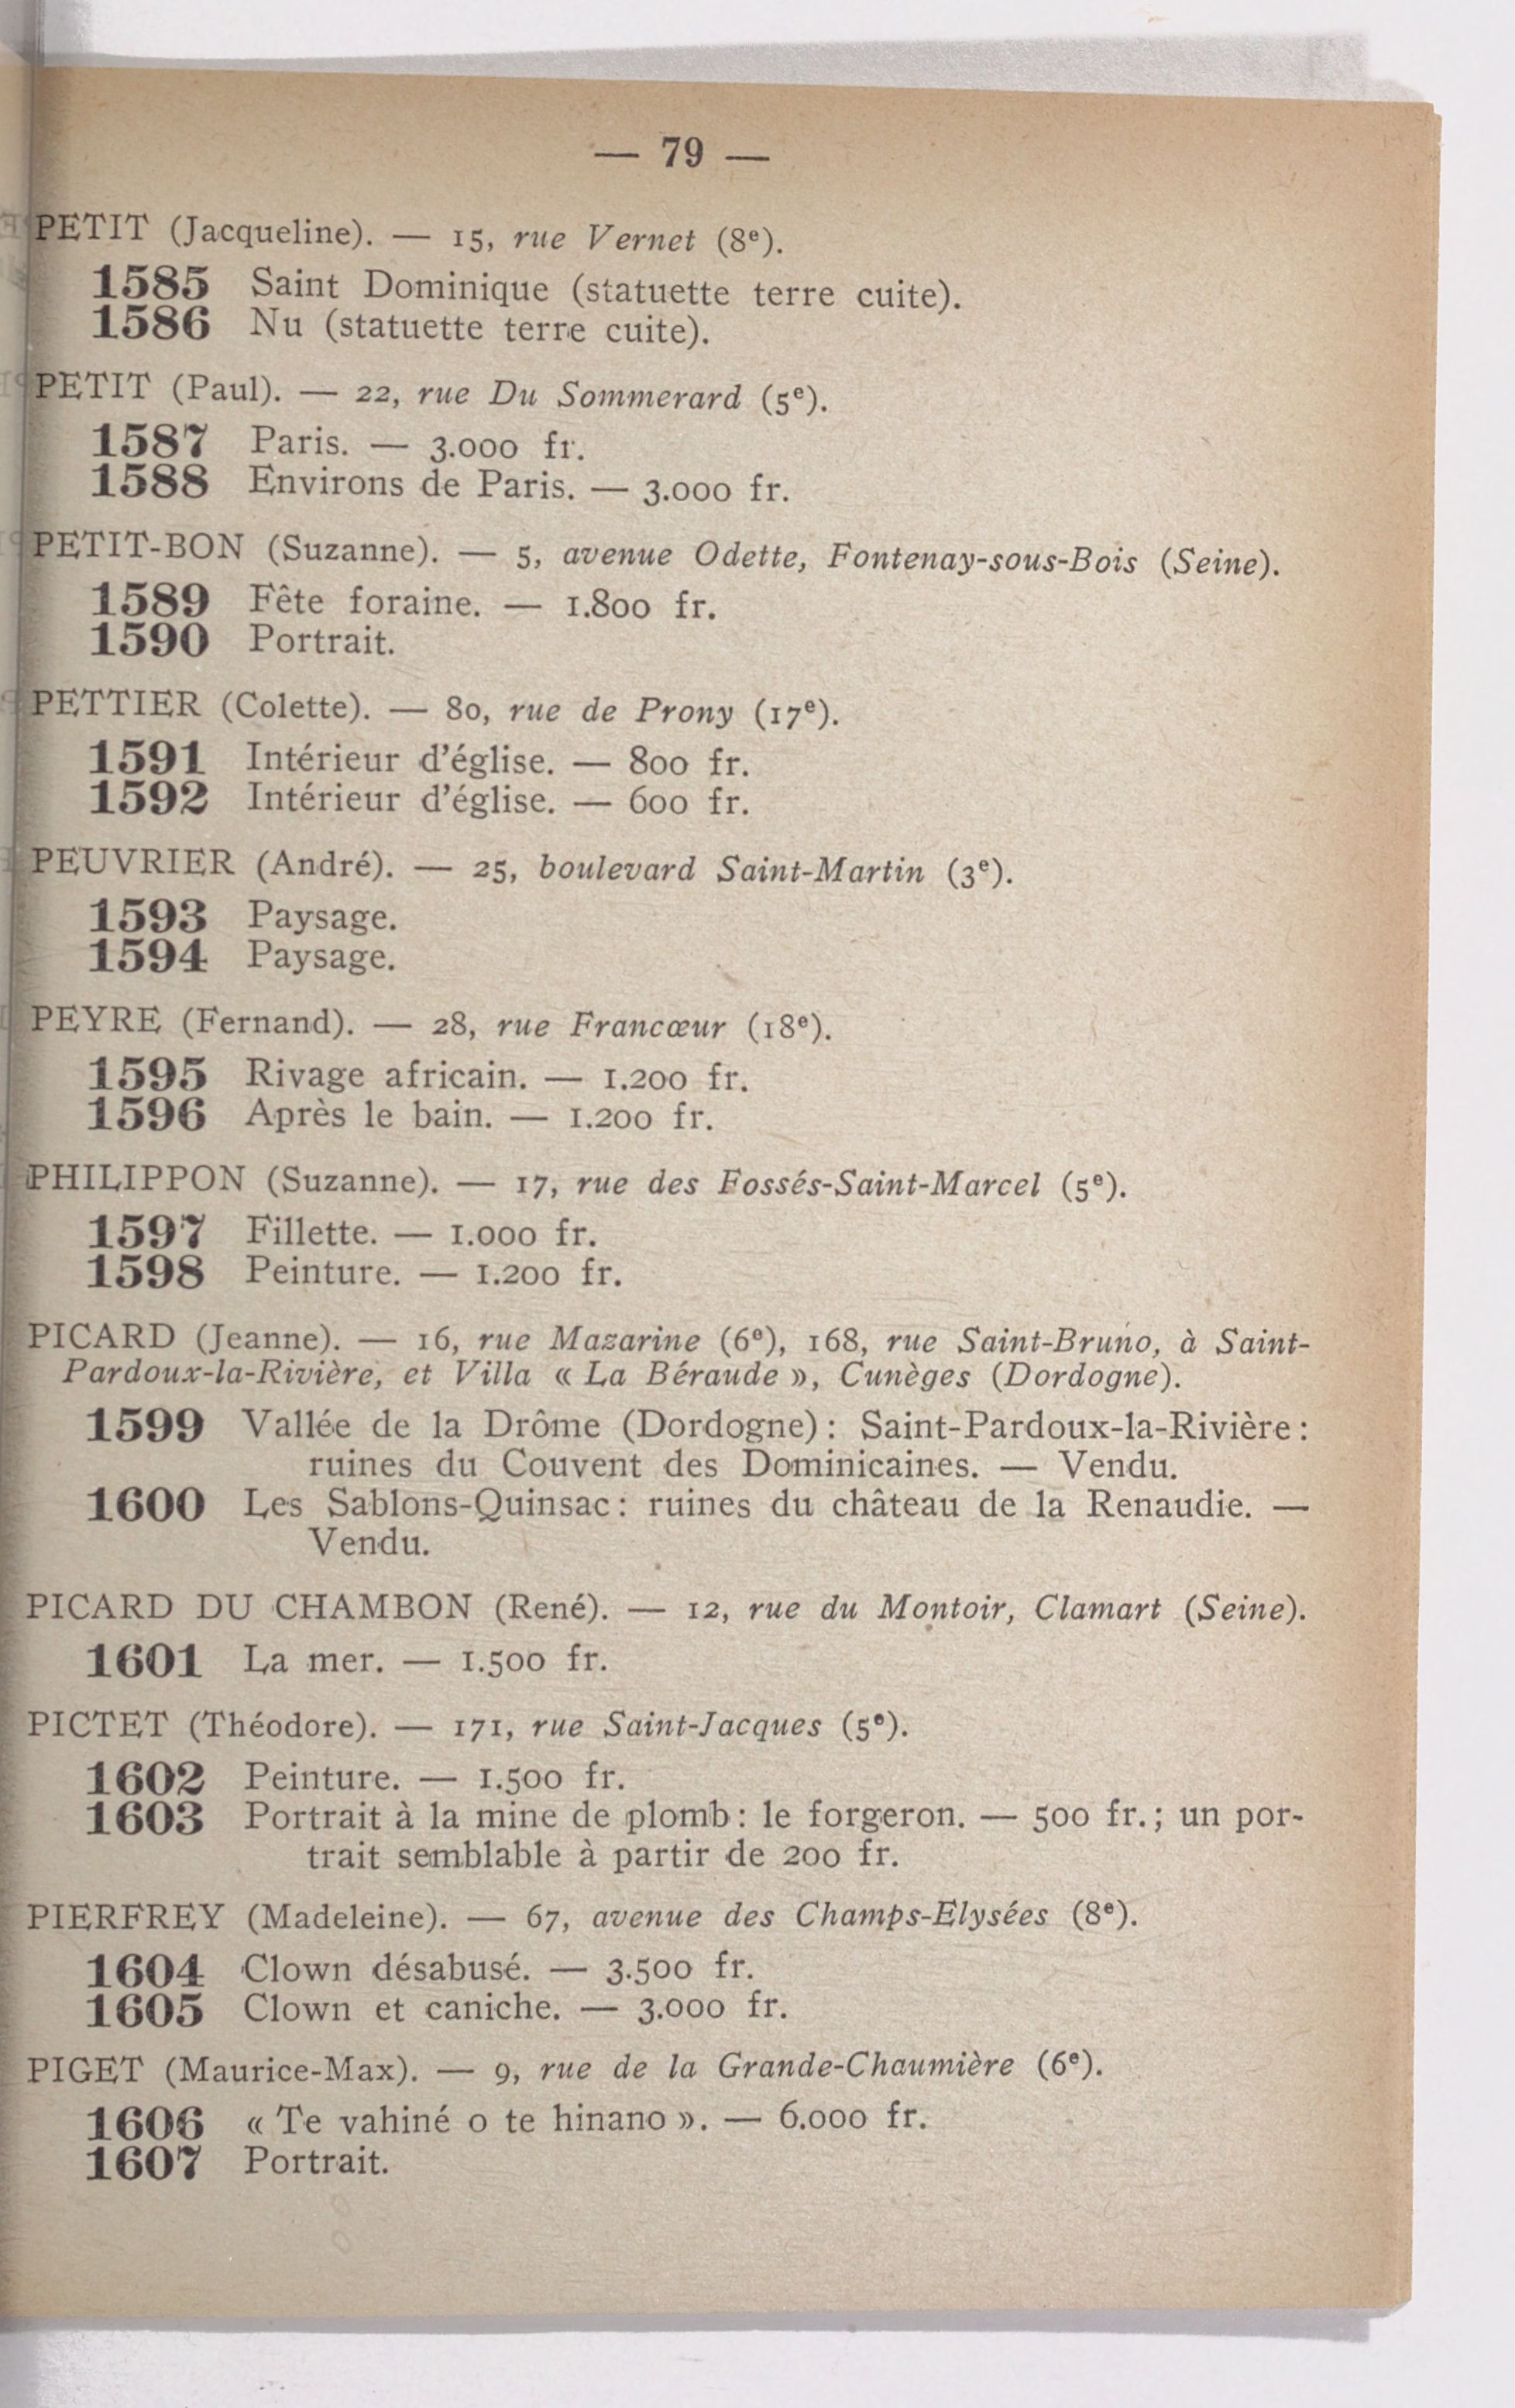 — 79 —
PETIT (Jacqueline). — 15, rue Vernet (8e).
1585 Saint Dominique (statuette terre cuite).
1586 Nu (statuette terre cuite).
PETIT (Paul). — 22, rue Du Sommerard (5e).
1587 Paris. — 3.000 fr.
1588 Environs de Paris. — 3.000 fr.
PETIT-BON (Suzanne). — 5, avenue Odette, Fontenay-sous-Bois (Seine).
1589 Fête foraine. — 1.800 fr.
1590 Portrait.
PETTIER (Colette). — 80, rue de Prony (17e).
1591 Intérieur d'église. — 800 fr.
1592 Intérieur d'église. — 600 fr.
PEUVRIER (André). — 25, boulevard Saint-Martin (3e).
1593 Paysage.
1594 Paysage.
PEYRE (Fernand). — 28, rue Francœur (18e).
1595 Rivage africain. — 1.200 fr.
1596 Après le bain. — 1.200 fr.
PHILIPPON (Suzanne). — 17, rue des Fossés-Saint-Marcel (5e).
1597 Fillette. — 1.000 fr.
1598 Peinture. — 1.200 fr.
PICARD (Jeanne). — 16, rue Mazarine (6e), 168, rue Saint-Bruno, à Saint-
Pardoux-la-Rivière, et Villa « La Béraude », Cunèges (Dordogne).
1599 Vallée de la Drôme (Dordogne) : Saint-Pardoux-la-Rivière :
ruines du Couvent des Dominicaines. — Vendu.
1600 Les Sablons-Quinsac : ruines du château de la Renaudie. —
Vendu.
PICARD DU CHAMBON (René). — 12, rue du Montoir, Clamart (Seine).
1601 La mer. — 1.500 fr.
PICTET (Théodore). — 171, rue Saint-Jacques (5e).
1602 Peinture. — 1.500 fr.
1603 Portrait à la mine de plomb : le forgeron. — 500 fr. ; un por-
trait semblable à partir de 200 fr.
PIERFREY (Madeleine). — 67, avenue des Champs-Elysées (8e).
1604 Clown désabusé. — 3.500 fr.
1605 Clown et caniche. — 3.000 fr.
PIGET (Maurice-Max). — 9, rue de la Grande-Chaumière (6e).
1606 « Te vahiné o te hinano ». — 6.000 fr.
1607 Portrait.